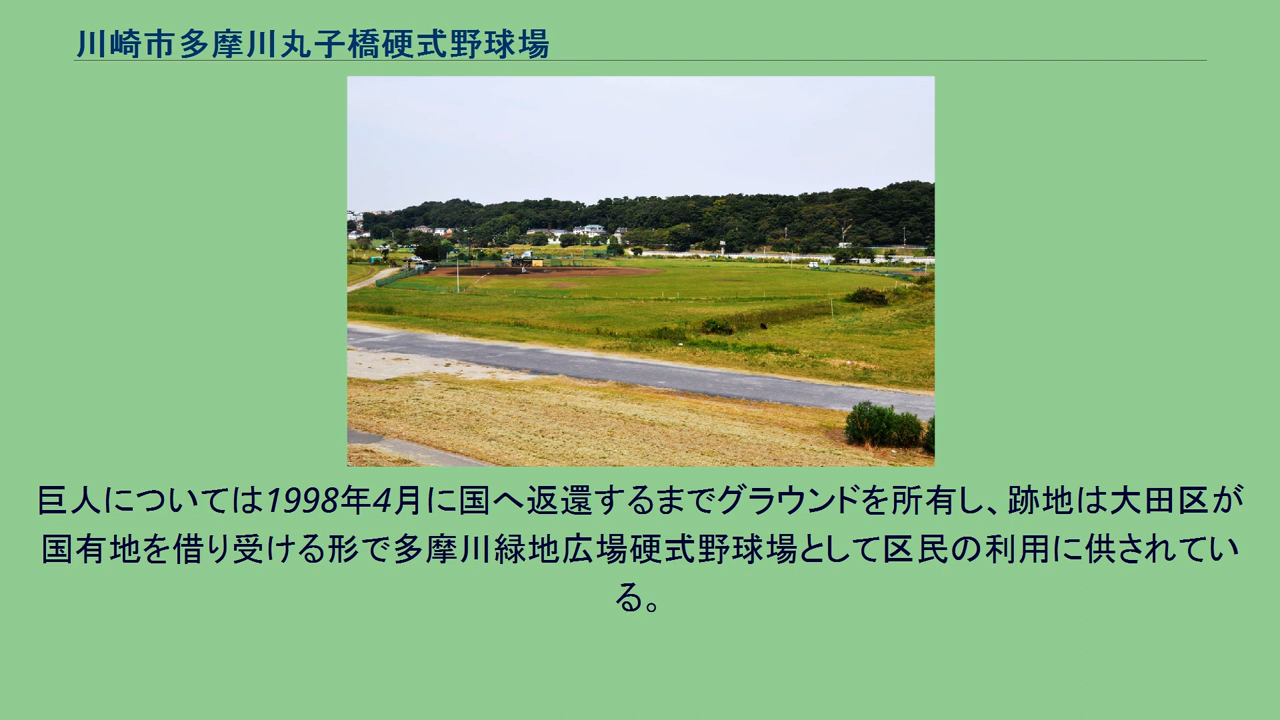 川崎市多摩川丸子橋硬式野球場
巨人については1998年4月に国へ返還するまでグラウンドを所有し、跡地は大田区が
国有地を借り受ける形で多摩川緑地広場硬式野球場として区民の利用に供されてい
る。